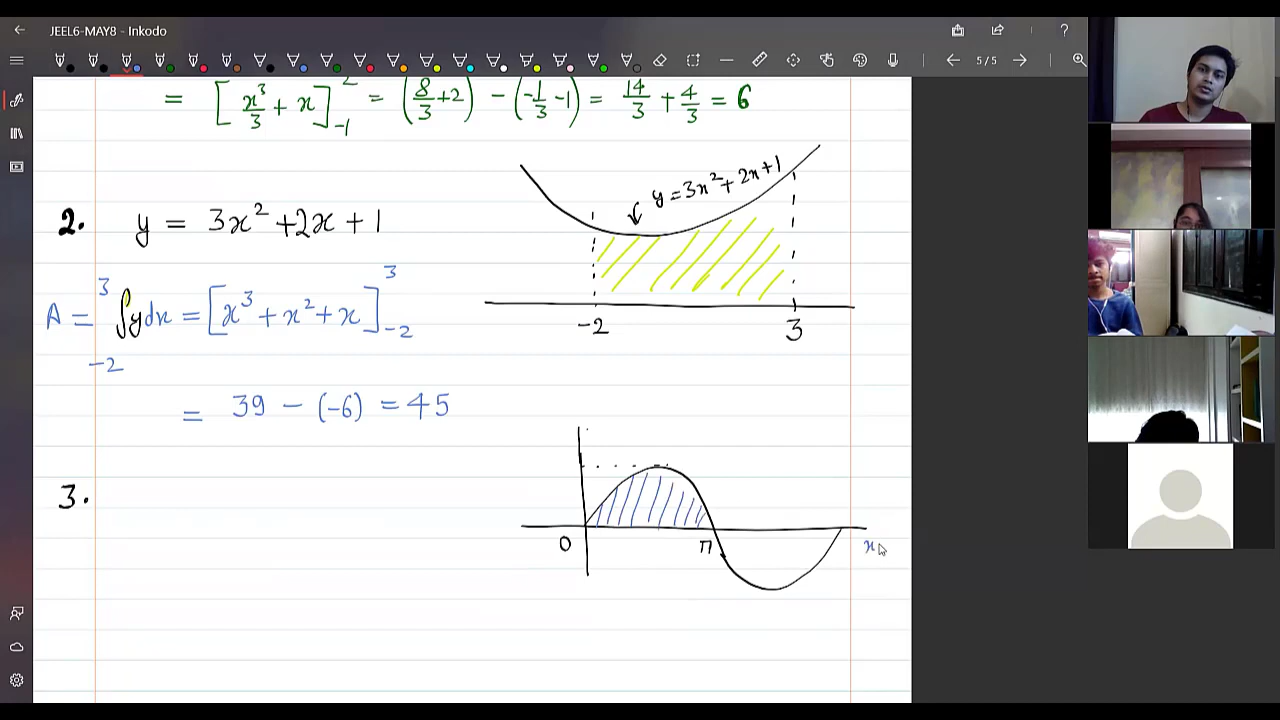 JEEL6-MAY8 - Inkodo
5/5
= [x³/3 + x]₋₁² = (8/3 + 2) - (-1/3 - 1) = 14/3 + 4/3 = 6
y = 3x² + 2x + 1
2. y = 3x² + 2x + 1
A = ∫₋₂³ y dx = [x³ + x² + x]₋₂³
-2 3
= 39 - (-6) = 45
3.
0 π x